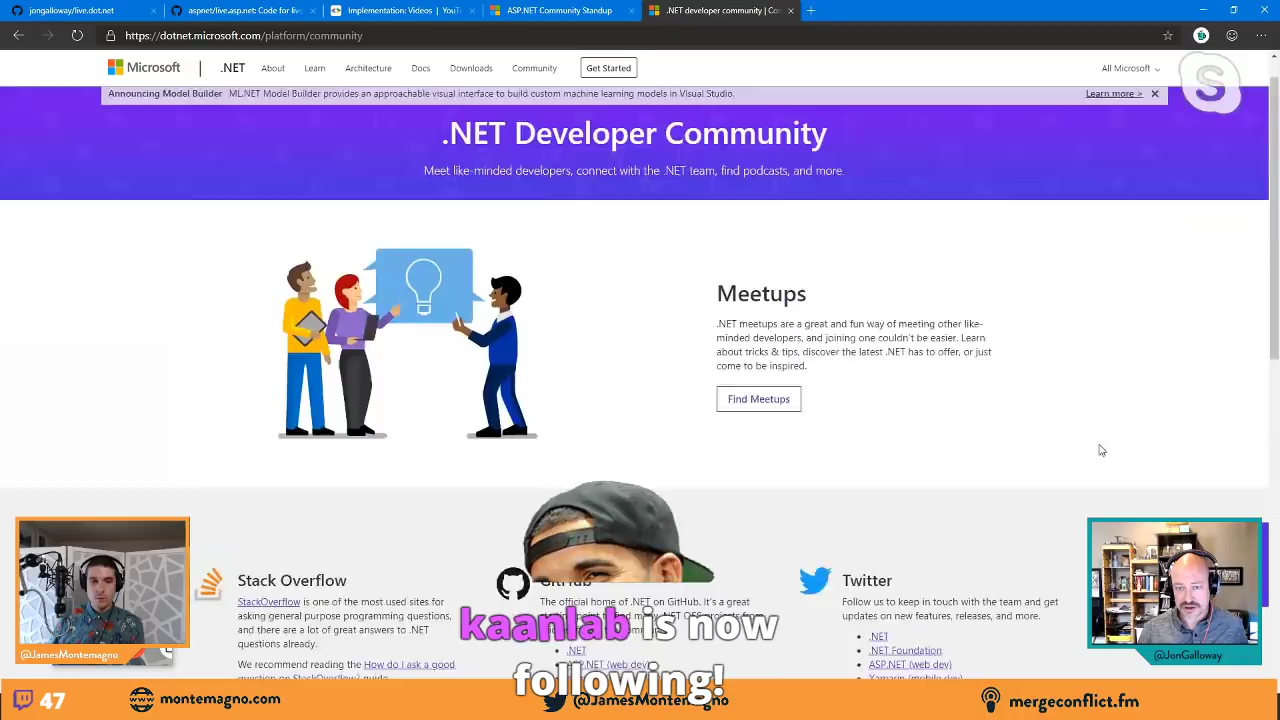 jongalloway/live.dot.net
aspnet/live.asp.net: Code for liv
Implementation: Videos | YouT
ASP.NET Community Standup
.NET developer community | Coc
https://dotnet.microsoft.com/platform/community
Microsoft
.NET
About
Learn
Architecture
Docs
Downloads
Community
Get Started
All Microsoft
Announcing Model Builder
ML.NET Model Builder provides an approachable visual interface to build custom machine learning models in Visual Studio.
Learn more >
.NET Developer Community
Meet like-minded developers, connect with the .NET team, find podcasts, and more.
Meetups
.NET meetups are a great and fun way of meeting other like-
minded developers, and joining one couldn't be easier. Learn
about tricks & tips, discover the latest .NET has to offer, or just
come to be inspired.
Find Meetups
Stack Overflow
StackOverflow is one of the most used sites for
asking general purpose programming questions,
and there are a lot of great answers to .NET
questions already.
We recommend reading the How do I ask a good
The official home of .NET on GitHub. It's a great
.NET
ASP.NET (web dev)
Twitter
Follow us to keep in touch with the team and get
updates on new features, releases, and more.
.NET
.NET Foundation
ASP.NET (web dev)
Xamarin (mobile dev)
kaanlab is now
following!
@JamesMontemagno
@JonGalloway
47
montemagno.com
@JamesMontemagno
mergeconflict.fm